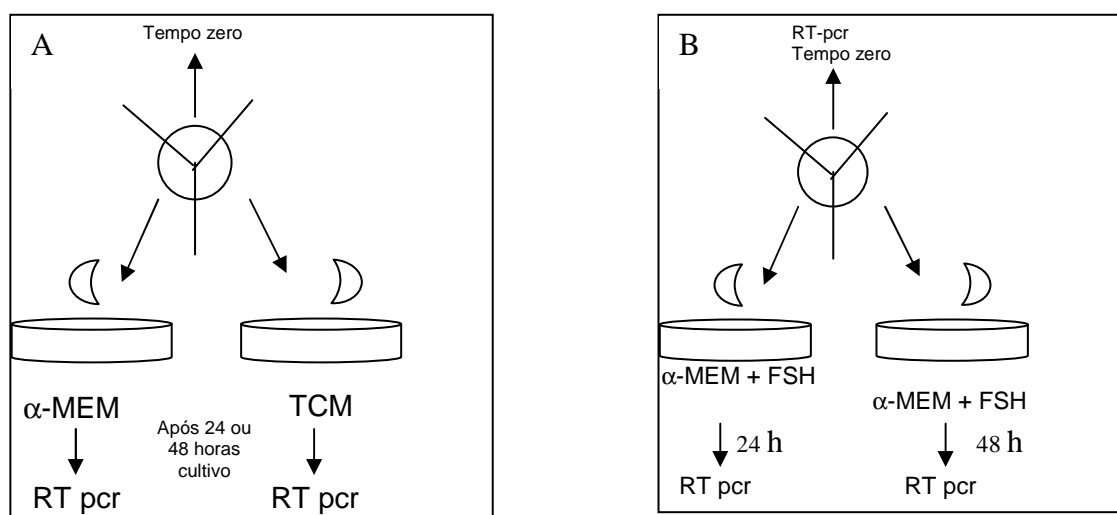 A
Tempo zero
α-MEM
TCM
Após 24 ou
48 horas
cultivo
RT pcr
RT pcr
B
RT-pcr
Tempo zero
α-MEM + FSH
α-MEM + FSH
24 h
48 h
RT pcr
RT pcr